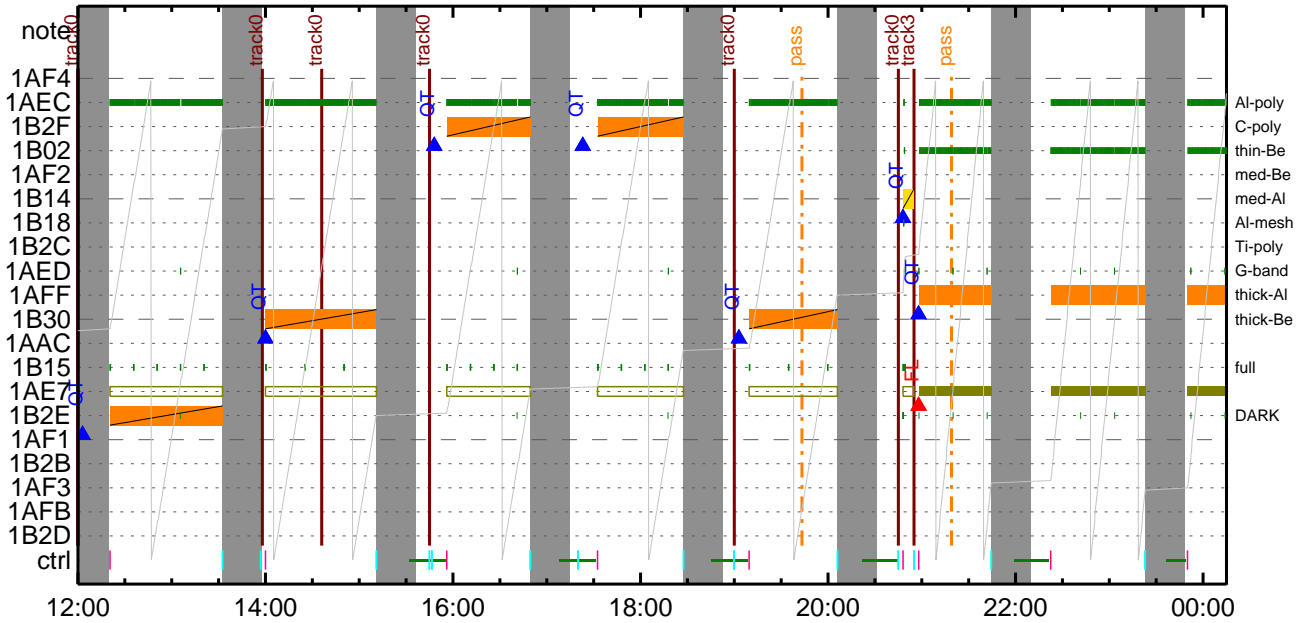 note
track0
track0
track0
track0
track0
pass
track0
track3
pass
1AF4
1AEC
QT
QT
Al-poly
1B2F
C-poly
1B02
thin-Be
1AF2
QT
med-Be
1B14
med-Al
1B18
Al-mesh
1B2C
Ti-poly
1AED
QT
G-band
1AFF
QT
QT
thick-Al
1B30
thick-Be
1AAC
1B15
FL
full
1AE7
QT
1B2E
DARK
1AF1
1B2B
1AF3
1AFB
1B2D
ctrl
12:00 14:00 16:00 18:00 20:00 22:00 00:00